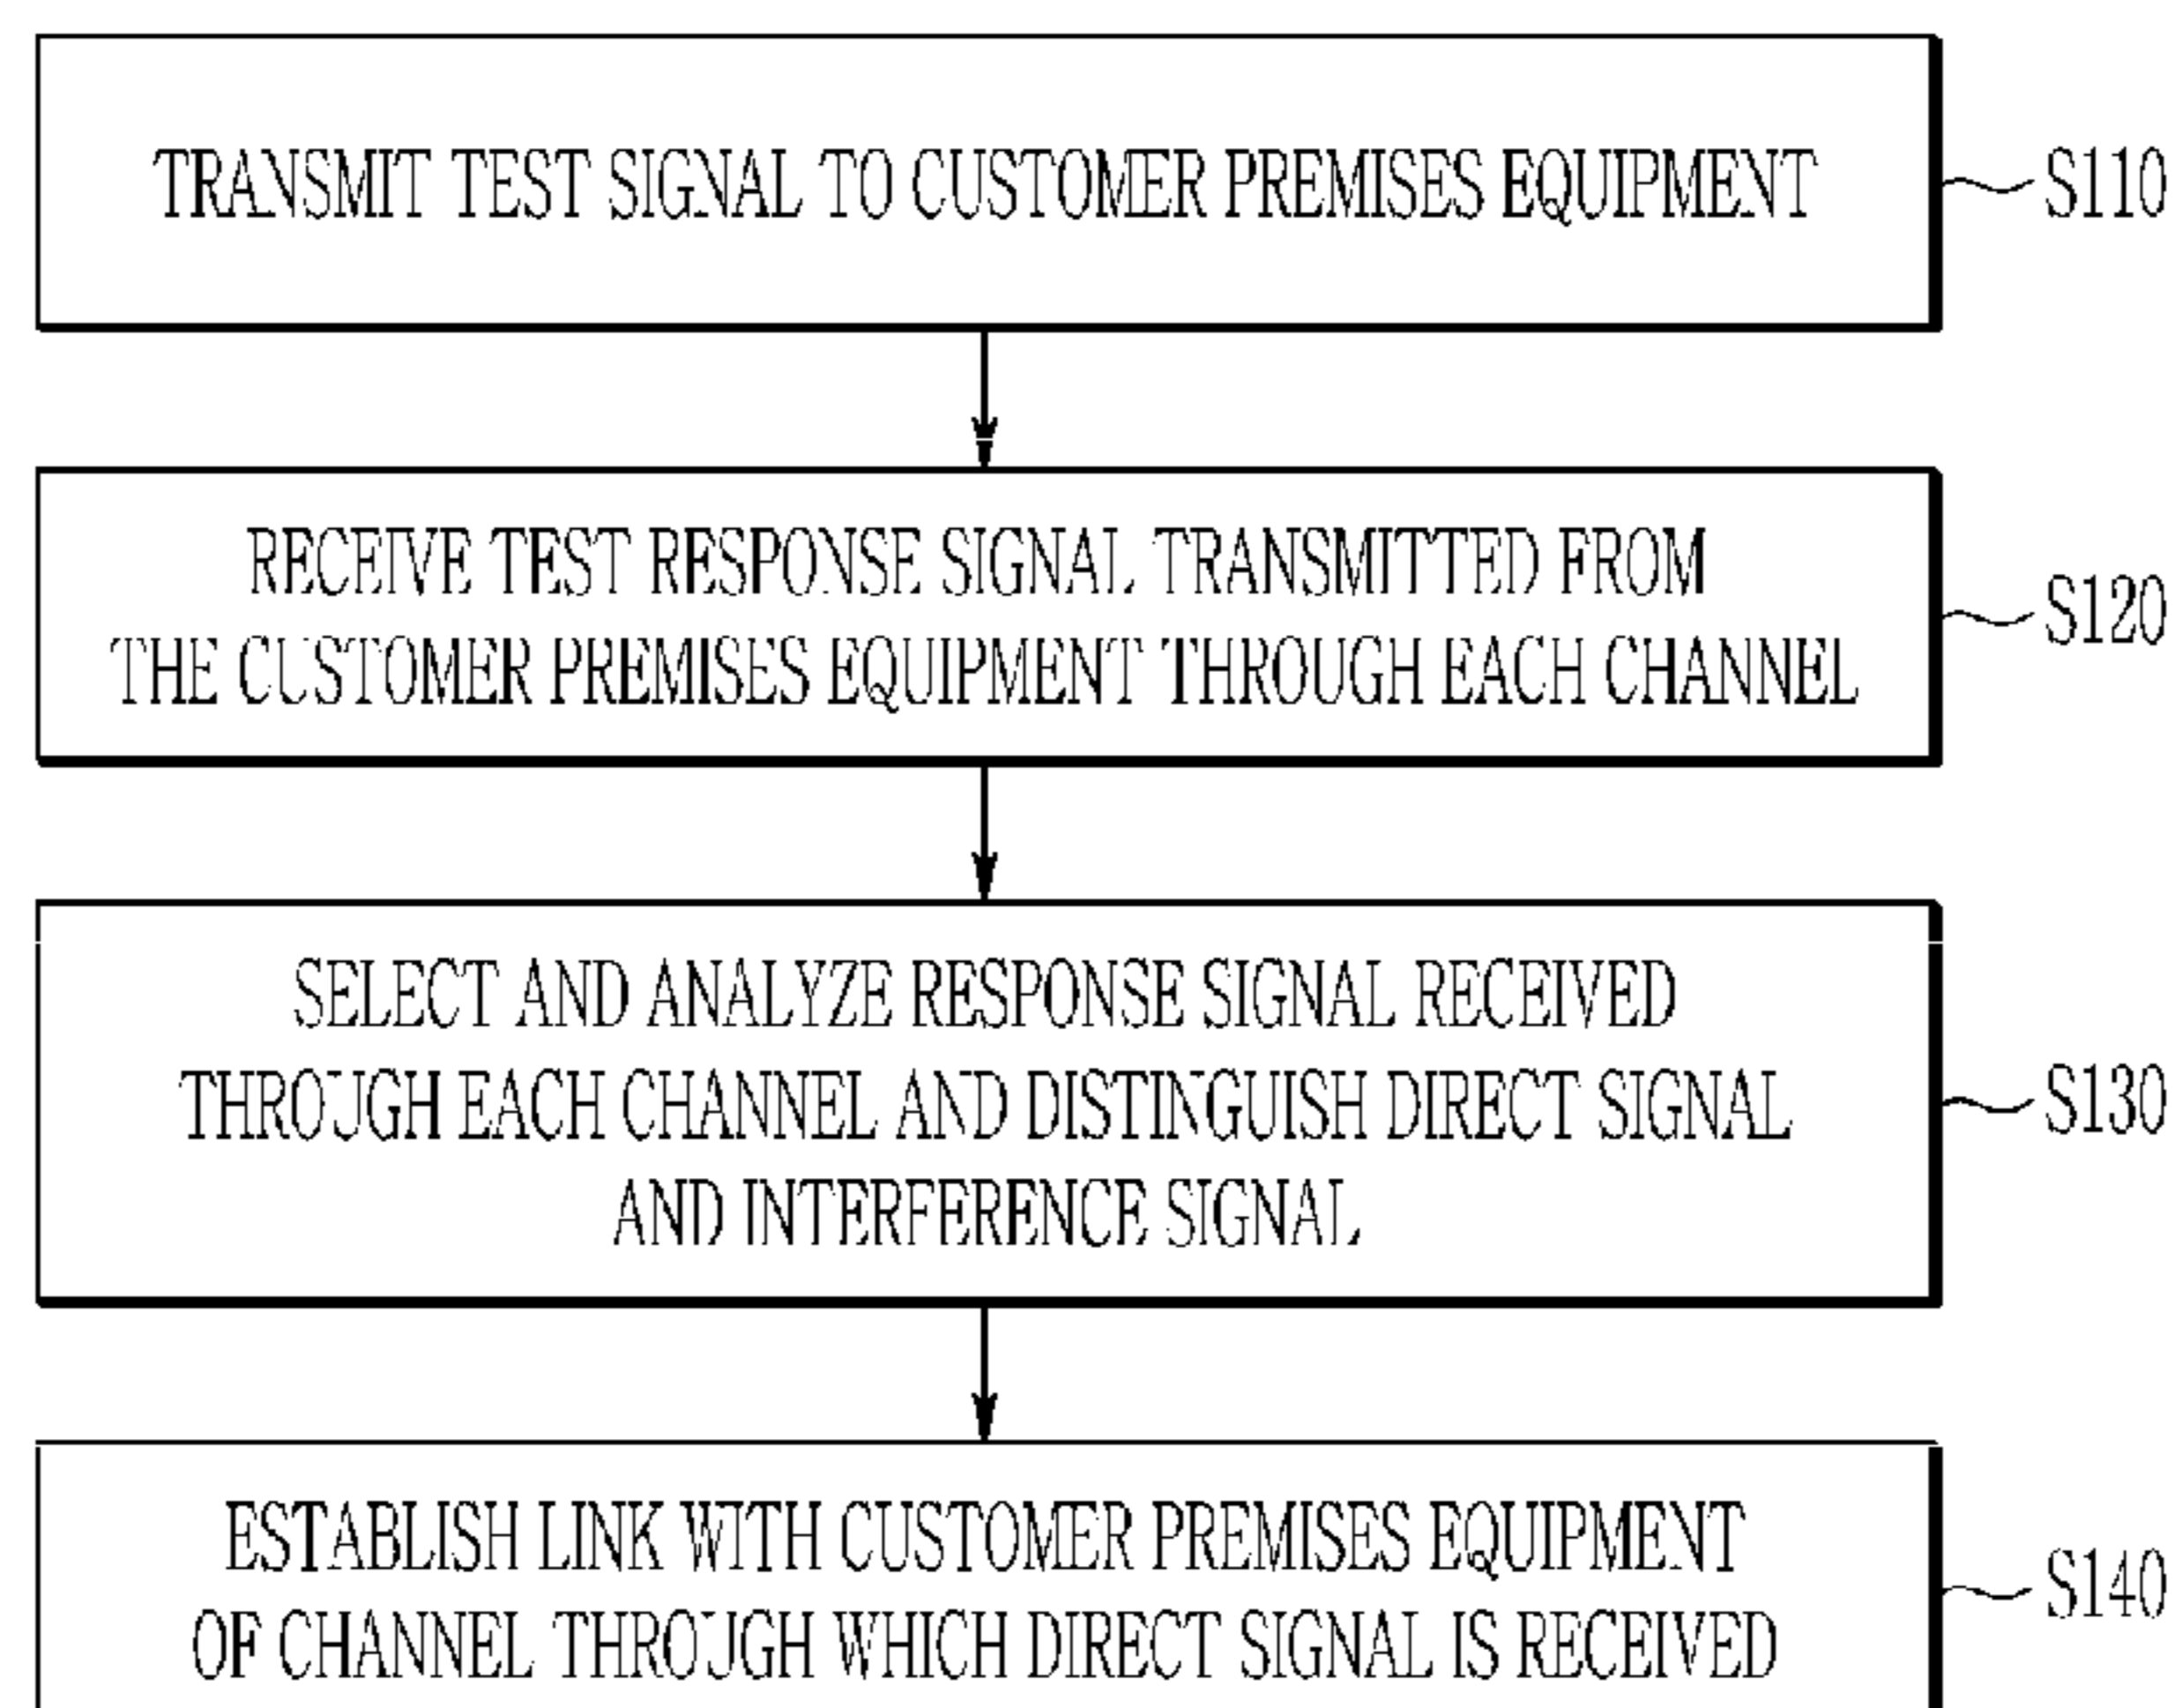 TRANSMIT TEST SIGNAL TO CUSTOMER PREMISES EQUIPMENT
S110
RECEIVE TEST RESPONSE SIGNAL TRANSMITTED FROM
THE CUSTOMER PREMISES EQUIPMENT THROUGH EACH CHANNEL
S120
SELECT AND ANALYZE RESPONSE SIGNAL RECEIVED
THROUGH EACH CHANNEL AND DISTINGUISH DIRECT SIGNAL
AND INTERFERENCE SIGNAL
S130
ESTABLISH LINK WITH CUSTOMER PREMISES EQUIPMENT
OF CHANNEL THROUGH WHICH DIRECT SIGNAL IS RECEIVED
S140